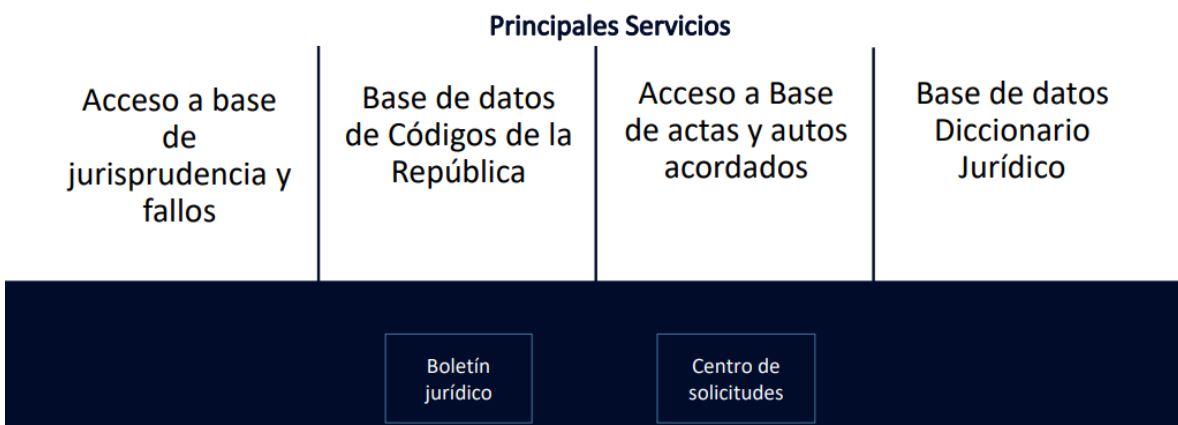 Principales Servicios
Acceso a base
de
jurisprudencia y
fallos
Base de datos
de Códigos de la
República
Acceso a Base
de actas y autos
acordados
Base de datos
Diccionario
Jurídico
Boletín
jurídico
Centro de
solicitudes